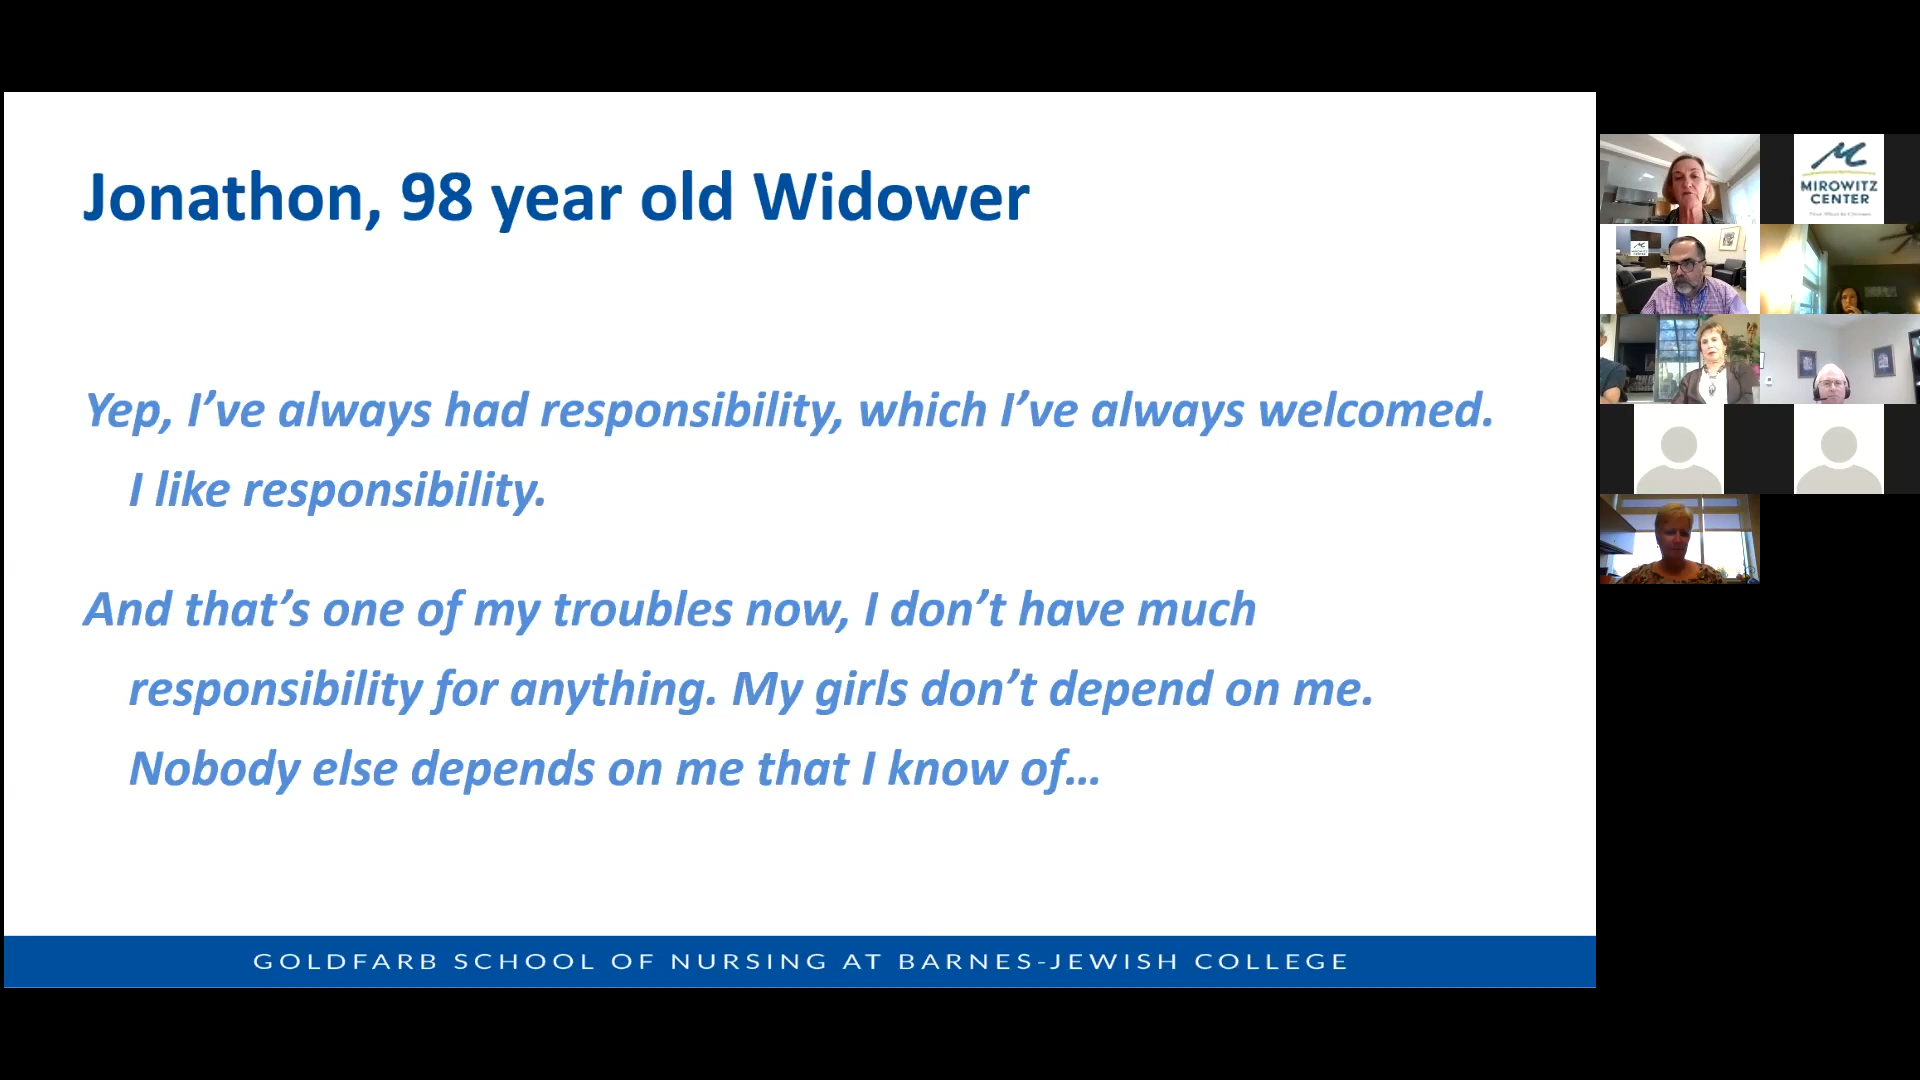 Jonathon, 98 year old Widower
Yep, I’ve always had responsibility, which I’ve always welcomed.
I like responsibility.
And that’s one of my troubles now, I don’t have much
responsibility for anything. My girls don’t depend on me.
Nobody else depends on me that I know of…
GOLDFARB SCHOOL OF NURSING AT BARNES-JEWISH COLLEGE
MIROWITZ
CENTER